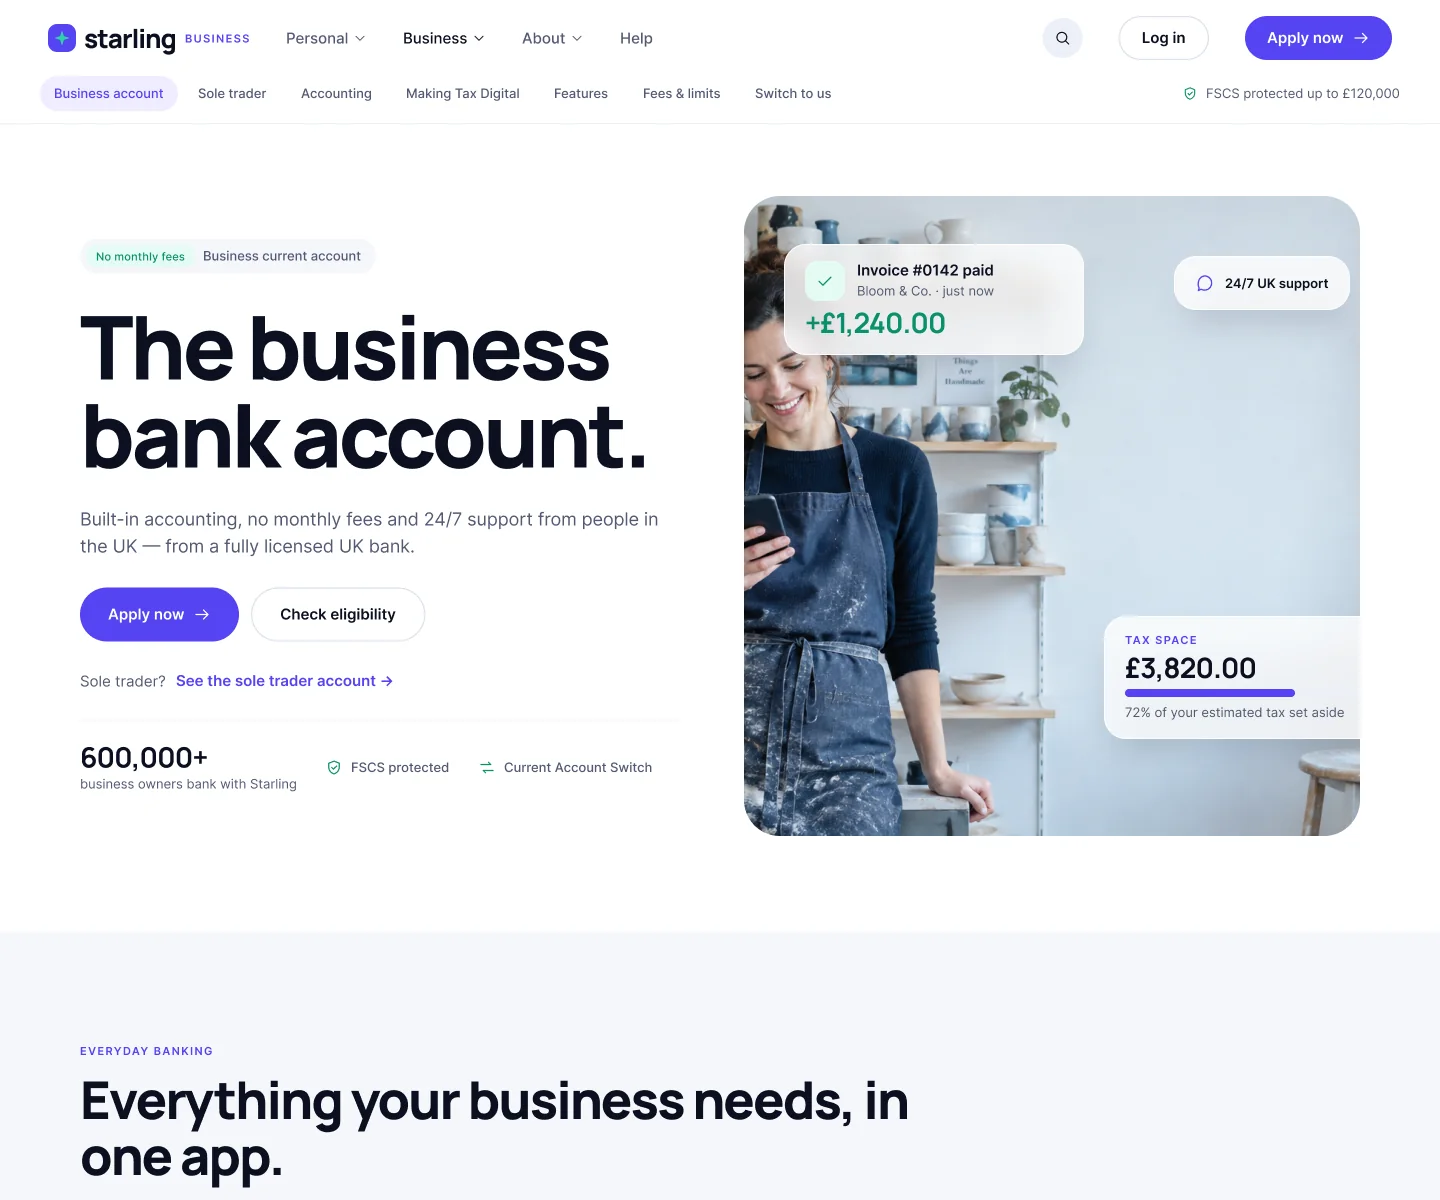 starling BUSINESS
Personal
Business
About
Help
Log in
Apply now
Business account
Sole trader
Accounting
Making Tax Digital
Features
Fees & limits
Switch to us
FSCS protected up to £120,000
No monthly fees
Business current account
The business
bank account.
Built-in accounting, no monthly fees and 24/7 support from people in
the UK — from a fully licensed UK bank.
Apply now
Check eligibility
Sole trader? See the sole trader account →
600,000+
business owners bank with Starling
FSCS protected
Current Account Switch
Invoice #0142 paid
Bloom & Co. · just now
+£1,240.00
24/7 UK support
Things
Are
Handmade
TAX SPACE
£3,820.00
72% of your estimated tax set aside
EVERYDAY BANKING
Everything your business needs, in
one app.